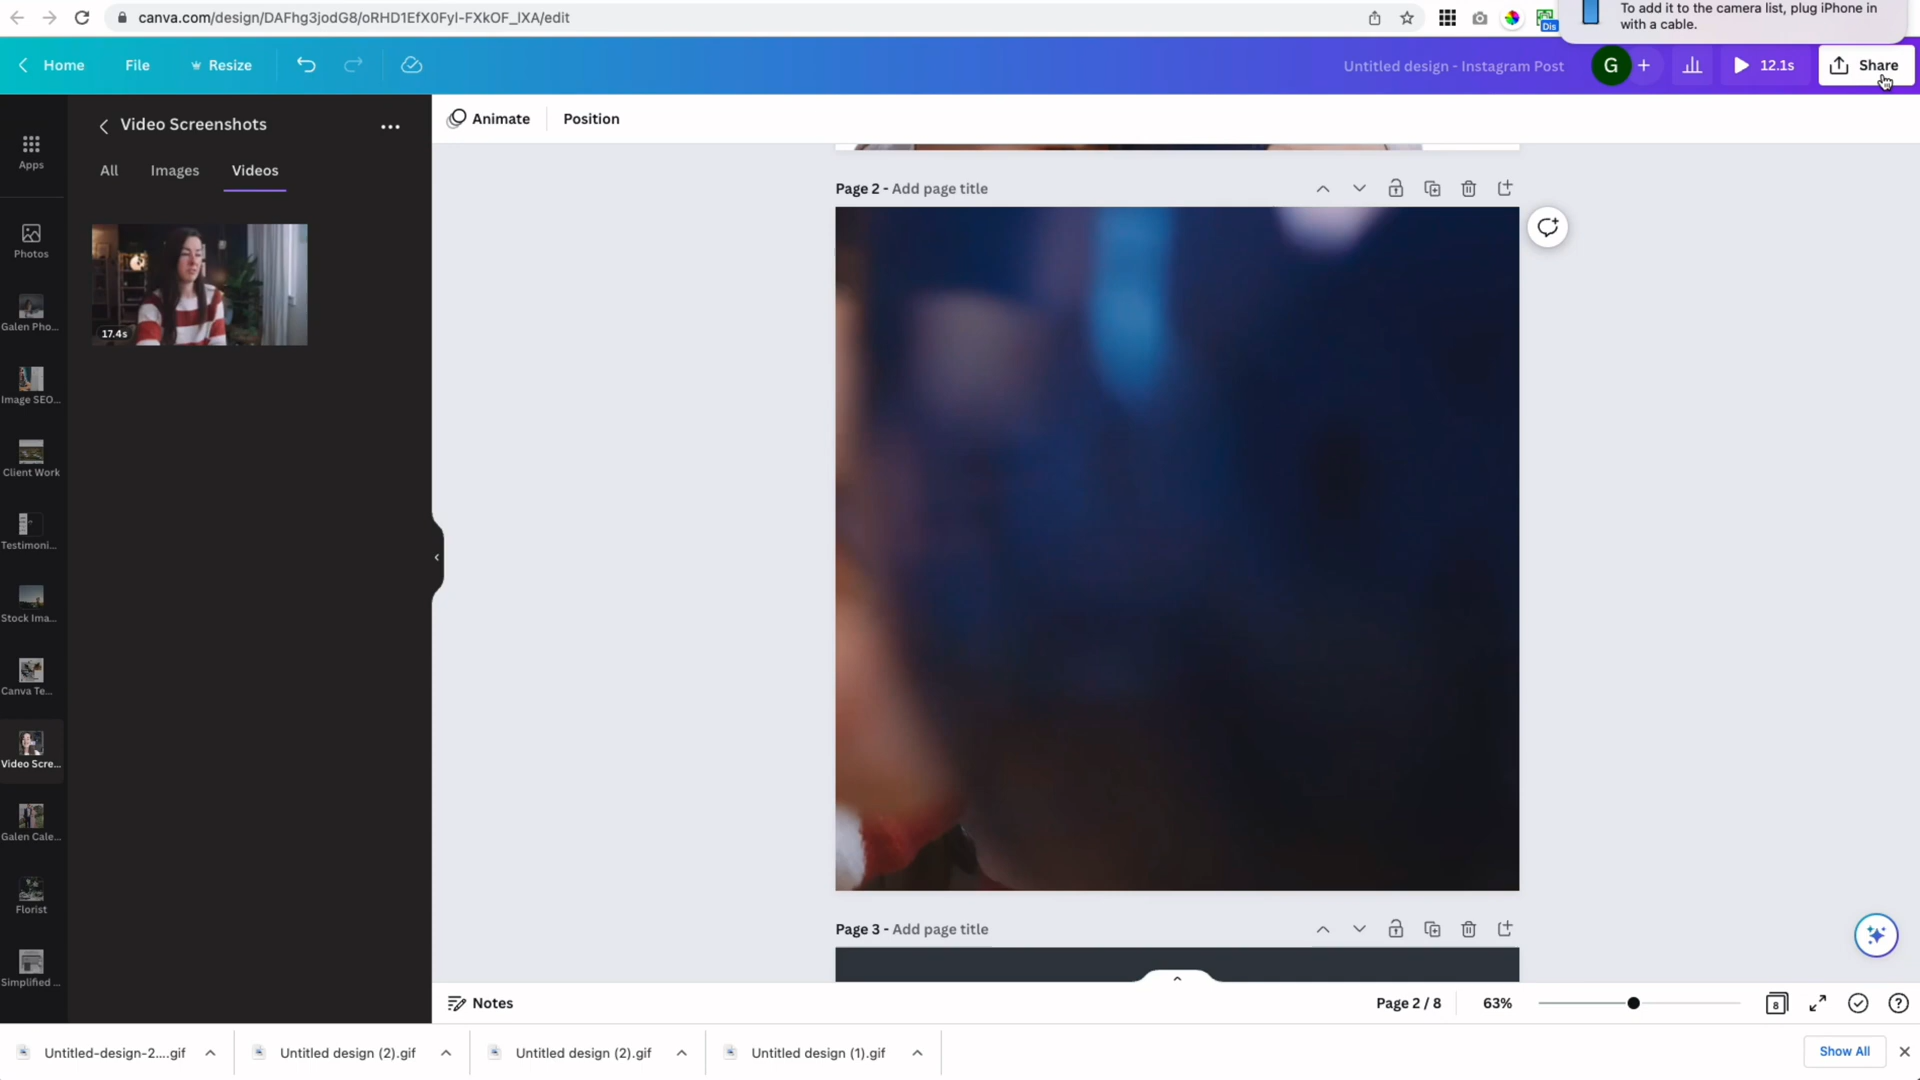 canva.com/design/DAFhg3jodG8/oRHD1EfX0FyI-FXkOF_lXA/edit
Dis
To add it to the camera list, plug iPhone in
with a cable.
Home
File
Resize
Untitled design - Instagram Post
G
12.1s
Share
Apps
Photos
Galen Pho...
Image SEO...
Client Work
Testimoni...
Stock Ima...
Canva Te...
Video Scre...
Galen Cale...
Florist
Simplified ...
Video Screenshots
All
Images
Videos
17.4s
Animate
Position
Page 2 - Add page title
Page 3 - Add page title
Notes
Page 2 / 8
63%
8
Untitled-design-2....gif
Untitled design (2).gif
Untitled design (2).gif
Untitled design (1).gif
Show All